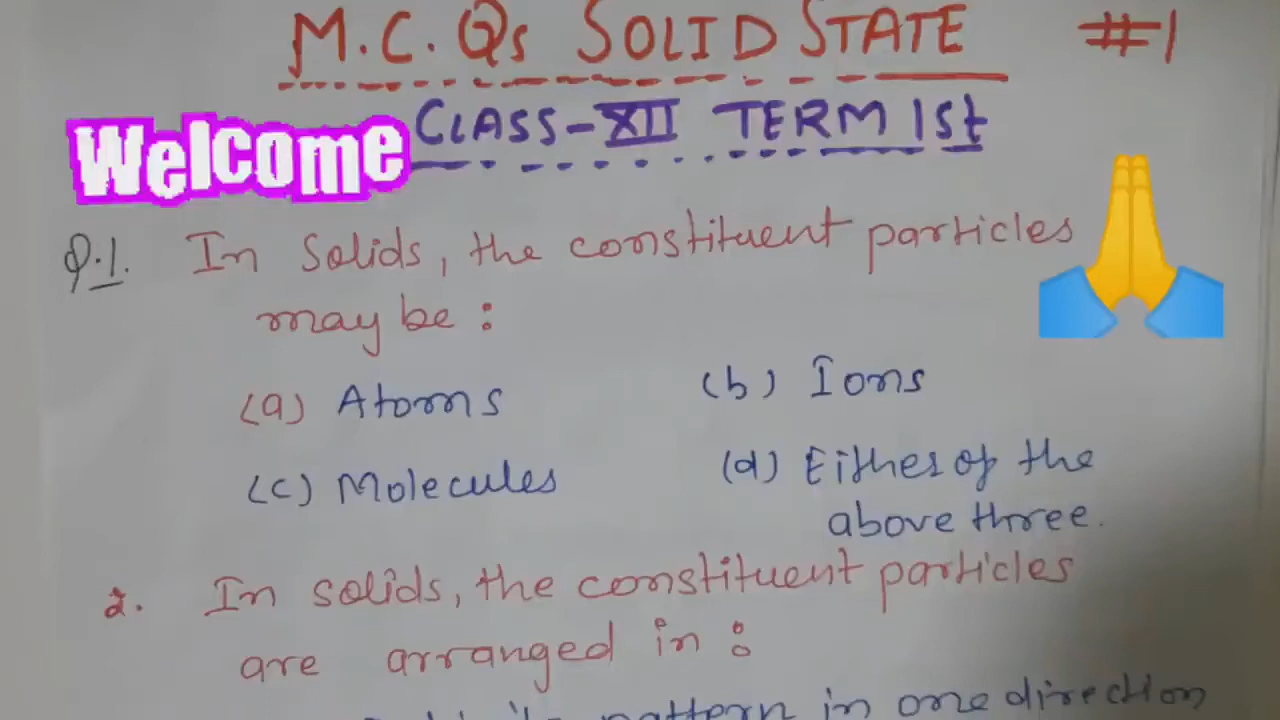 M.C.Qs SOLID STATE #1
Welcome CLASS-XII TERM 1st
Q.1. In Solids, the constituent particles
may be :
(a) Atoms (b) Ions
(c) Molecules (d) Either of the
above three.
2. In solids, the constituent particles
are arranged in :
pattern in one direction